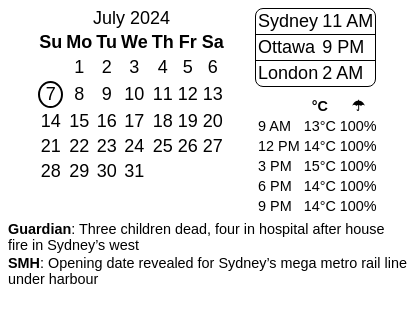 July 2024
Su Mo Tu We Th Fr Sa
1 2 3 4 5 6
7 8 9 10 11 12 13
14 15 16 17 18 19 20
21 22 23 24 25 26 27
28 29 30 31
Sydney 11 AM
Ottawa 9 PM
London 2 AM
°C ☂
9 AM 13°C 100%
12 PM 14°C 100%
3 PM 15°C 100%
6 PM 14°C 100%
9 PM 14°C 100%
Guardian: Three children dead, four in hospital after house
fire in Sydney’s west
SMH: Opening date revealed for Sydney’s mega metro rail line
under harbour